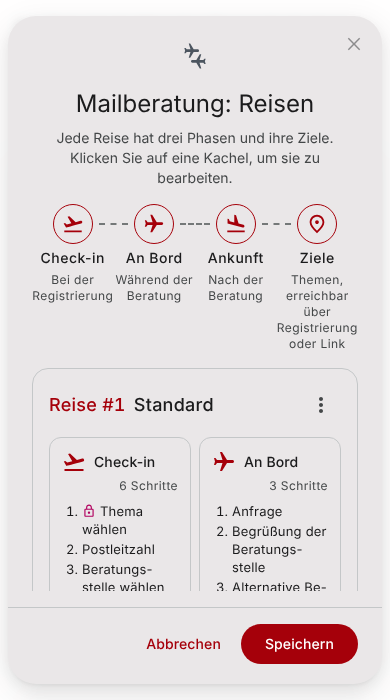 Mailberatung: Reisen
Jede Reise hat drei Phasen und ihre Ziele.
Klicken Sie auf eine Kachel, um sie zu
bearbeiten.
Check-in
Bei der
Registrierung
An Bord
Während der
Beratung
Ankunft
Nach der
Beratung
Ziele
Themen,
erreichbar
über
Registrierung
oder Link
Reise #1 Standard
Check-in
6 Schritte
1. Thema
wählen
2. Postleitzahl
3. Beratungs-
stelle wählen
An Bord
3 Schritte
1. Anfrage
2. Begrüßung der
Beratungs-
stelle
3. Alternative Be-
Abbrechen
Speichern